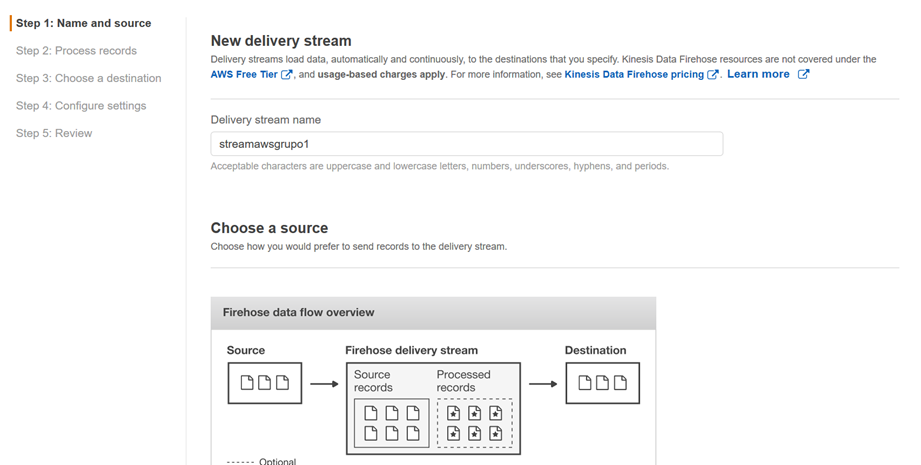 Step 1: Name and source
Step 2: Process records
Step 3: Choose a destination
Step 4: Configure settings
Step 5: Review
New delivery stream
Delivery streams load data, automatically and continuously, to the destinations that you specify. Kinesis Data Firehose resources are not covered under the
AWS Free Tier, and usage-based charges apply. For more information, see Kinesis Data Firehose pricing. Learn more
Delivery stream name
streamawsgrupo1
Acceptable characters are uppercase and lowercase letters, numbers, underscores, hyphens, and periods.
Choose a source
Choose how you would prefer to send records to the delivery stream.
Firehose data flow overview
Source
Firehose delivery stream
Destination
Source
records
Processed
records
Optional